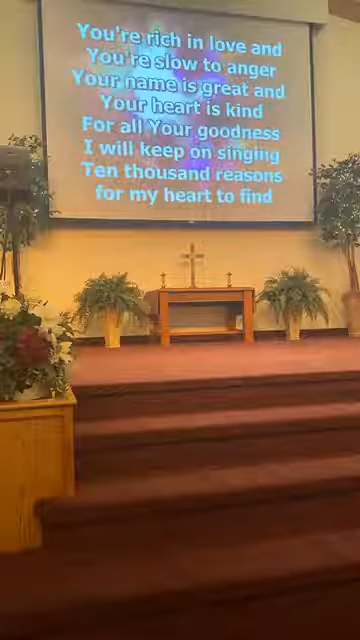 You're rich in love and
You're slow to anger
Your name is great and
Your heart is kind
For all Your goodness
I will keep on singing
Ten thousand reasons
for my heart to find